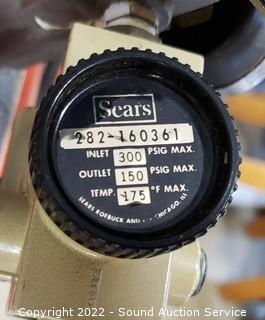 Sears
282-160361
INLET 300 PSIG MAX.
OUTLET 150 PSIG MAX.
TEMP. 175 °F MAX.
SEARS ROEBUCK AND CHICAGO, ILL
Copyright ©2022 - Sound Auction Service